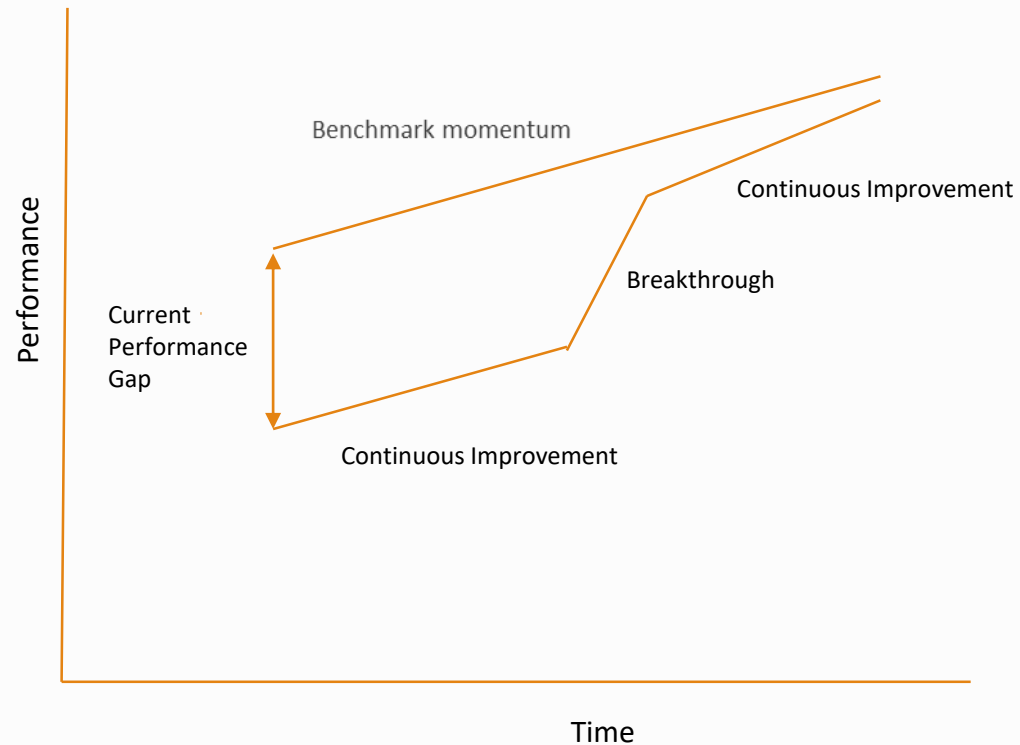 Benchmark momentum
Continuous Improvement
Performance
Breakthrough
Current
Performance
Gap
Continuous Improvement
Time